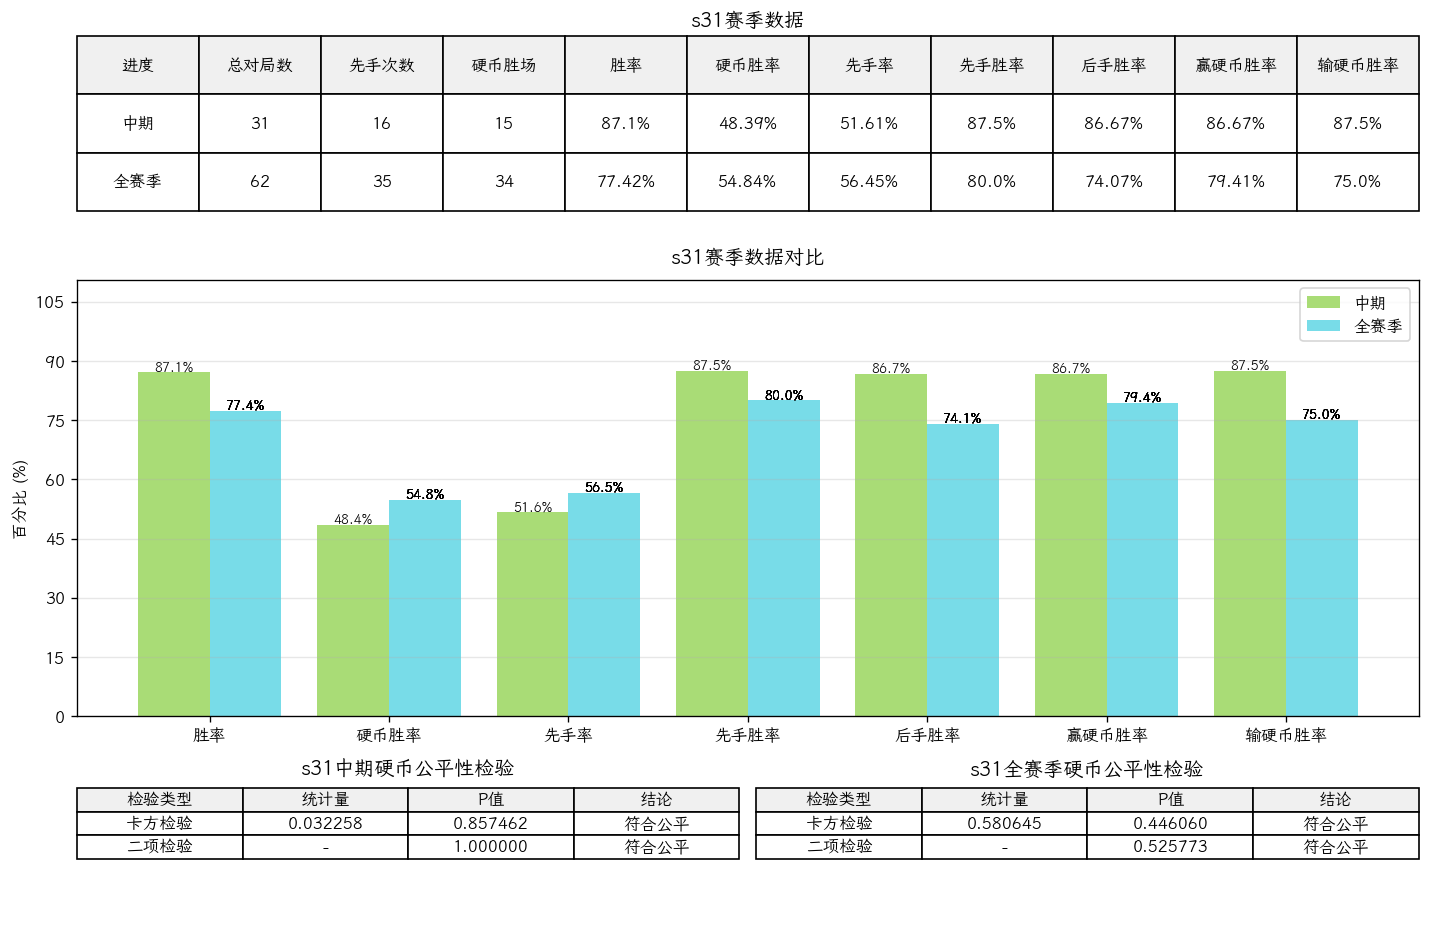 s31赛季数据
进度 总对局数 先手次数 硬币胜场 胜率 硬币胜率 先手率 先手胜率 后手胜率 赢硬币胜率 输硬币胜率
中期 31 16 15 87.1% 48.39% 51.61% 87.5% 86.67% 86.67% 87.5%
全赛季 62 35 34 77.42% 54.84% 56.45% 80.0% 74.07% 79.41% 75.0%
s31赛季数据对比
中期
全赛季
百分比 (%)
105
90
75
60
45
30
15
0
87.1% 77.4% 48.4% 54.8% 51.6% 56.5% 87.5% 80.0% 86.7% 74.1% 86.7% 79.4% 87.5% 75.0%
胜率 硬币胜率 先手率 先手胜率 后手胜率 赢硬币胜率 输硬币胜率
s31中期硬币公平性检验
检验类型 统计量 P值 结论
卡方检验 0.032258 0.857462 符合公平
二项检验 - 1.000000 符合公平
s31全赛季硬币公平性检验
检验类型 统计量 P值 结论
卡方检验 0.580645 0.446060 符合公平
二项检验 - 0.525773 符合公平